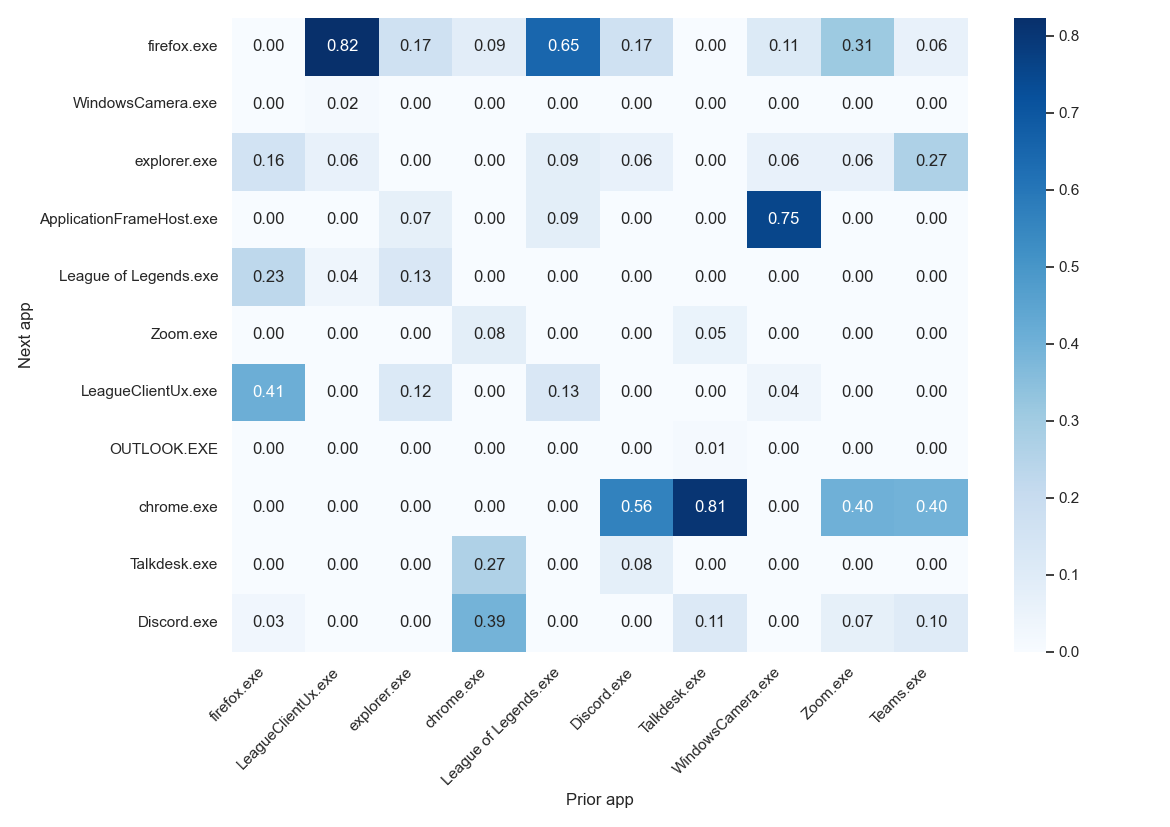 firefox.exe 0.00 0.82 0.17 0.09 0.65 0.17 0.00 0.11 0.31 0.06
WindowsCamera.exe 0.00 0.02 0.00 0.00 0.00 0.00 0.00 0.00 0.00 0.00
explorer.exe 0.16 0.06 0.00 0.00 0.09 0.06 0.00 0.06 0.06 0.27
ApplicationFrameHost.exe 0.00 0.00 0.07 0.00 0.09 0.00 0.00 0.75 0.00 0.00
League of Legends.exe 0.23 0.04 0.13 0.00 0.00 0.00 0.00 0.00 0.00 0.00
Zoom.exe 0.00 0.00 0.00 0.08 0.00 0.00 0.05 0.00 0.00 0.00
LeagueClientUx.exe 0.41 0.00 0.12 0.00 0.13 0.00 0.00 0.04 0.00 0.00
OUTLOOK.EXE 0.00 0.00 0.00 0.00 0.00 0.00 0.01 0.00 0.00 0.00
chrome.exe 0.00 0.00 0.00 0.00 0.00 0.56 0.81 0.00 0.40 0.40
Talkdesk.exe 0.00 0.00 0.00 0.27 0.00 0.08 0.00 0.00 0.00 0.00
Discord.exe 0.03 0.00 0.00 0.39 0.00 0.00 0.11 0.00 0.07 0.10
Next app
firefox.exe
LeagueClientUx.exe
explorer.exe
chrome.exe
League of Legends.exe
Discord.exe
Talkdesk.exe
WindowsCamera.exe
Zoom.exe
Teams.exe
Prior app
0.8
0.7
0.6
0.5
0.4
0.3
0.2
0.1
0.0